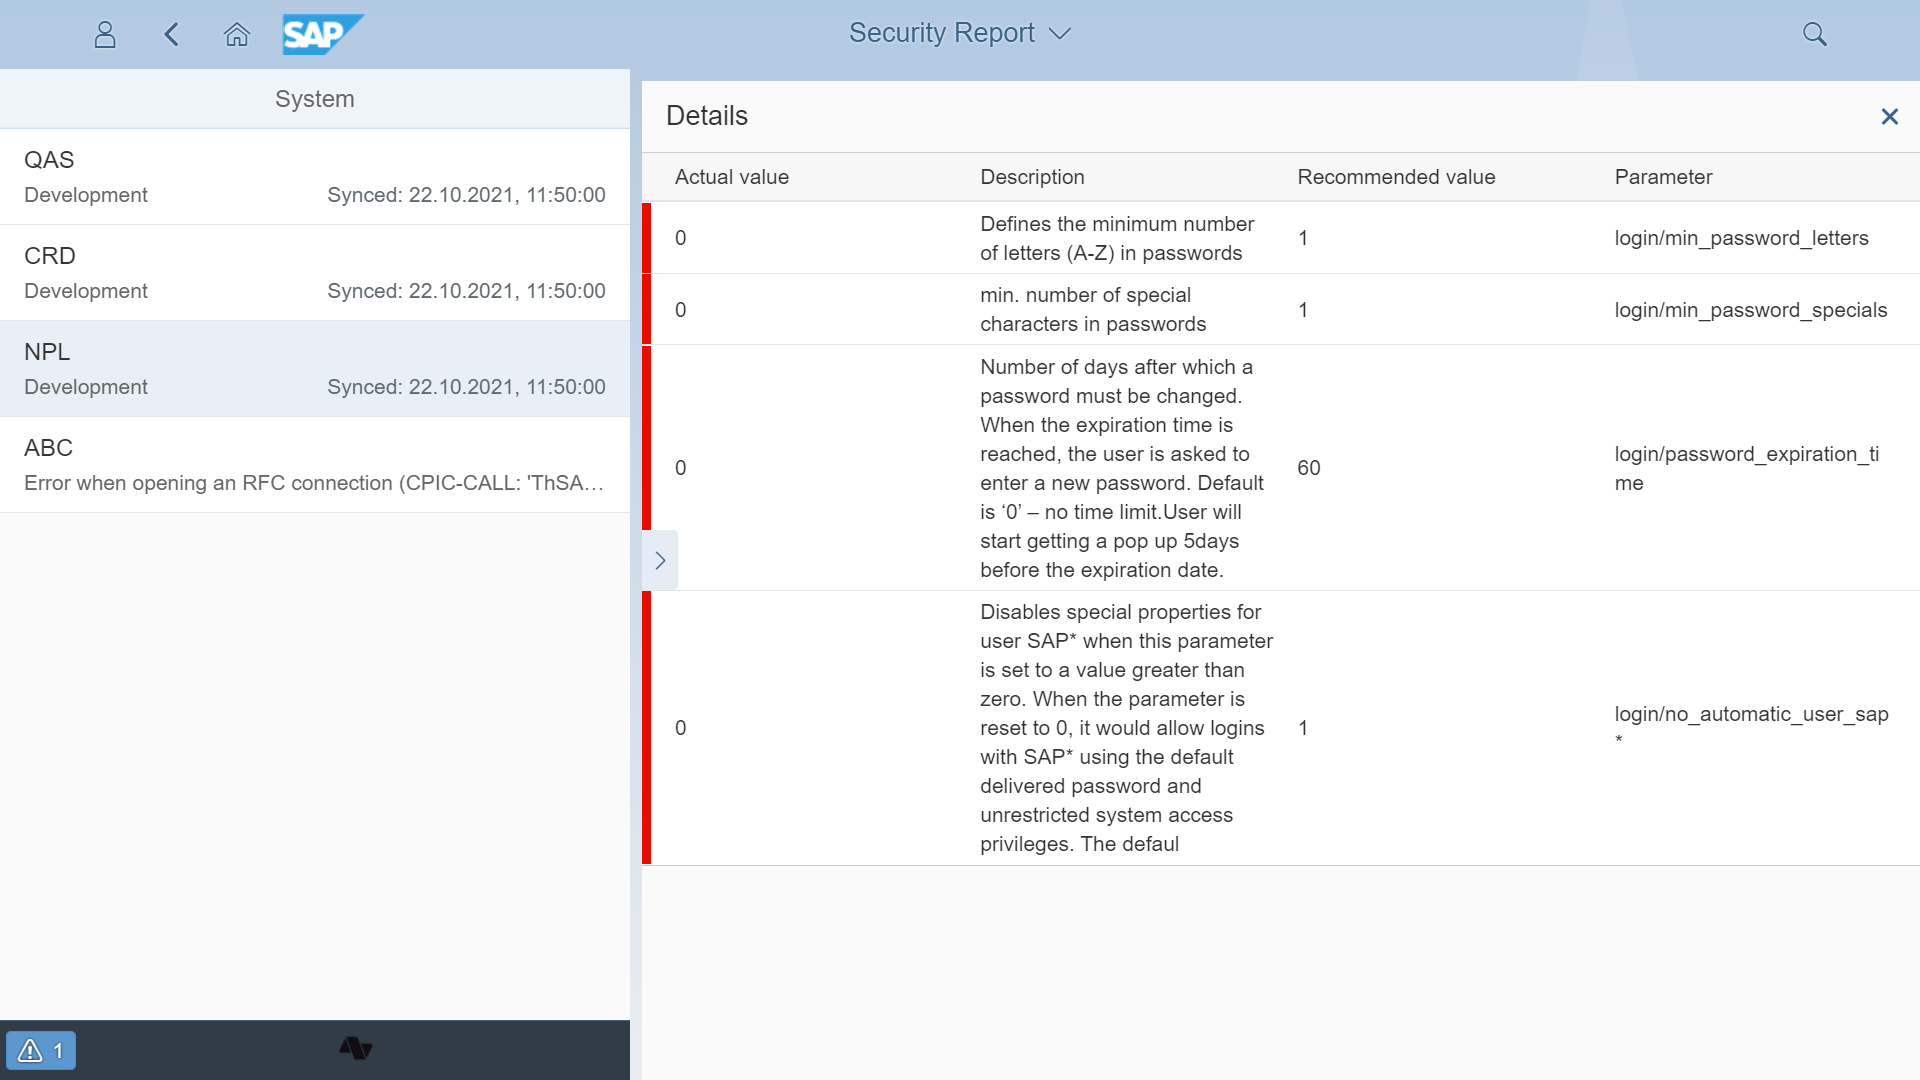 SAP
Security Report
System
QAS
Development Synced: 22.10.2021, 11:50:00
CRD
Development Synced: 22.10.2021, 11:50:00
NPL
Development Synced: 22.10.2021, 11:50:00
ABC
Error when opening an RFC connection (CPIC-CALL: 'ThSA...
1
Details
Actual value Description Recommended value Parameter
0
Defines the minimum number
of letters (A-Z) in passwords
1
login/min_password_letters
0
min. number of special
characters in passwords
1
login/min_password_specials
0
Number of days after which a
password must be changed.
When the expiration time is
reached, the user is asked to
enter a new password. Default
is ‘0’ – no time limit.User will
start getting a pop up 5days
before the expiration date.
60
login/password_expiration_ti
me
0
Disables special properties for
user SAP* when this parameter
is set to a value greater than
zero. When the parameter is
reset to 0, it would allow logins
with SAP* using the default
delivered password and
unrestricted system access
privileges. The defaul
1
login/no_automatic_user_sap
*